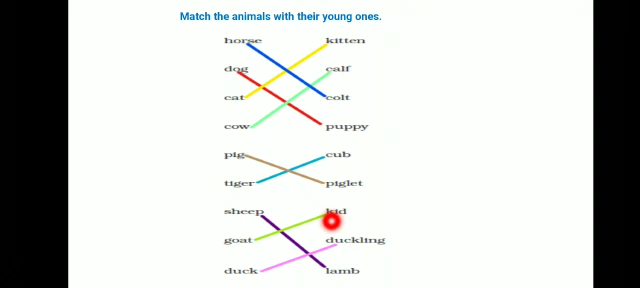 Match the animals with their young ones.
horse kitten
dog calf
cat colt
cow puppy
pig cub
tiger piglet
sheep kid
goat duckling
duck lamb